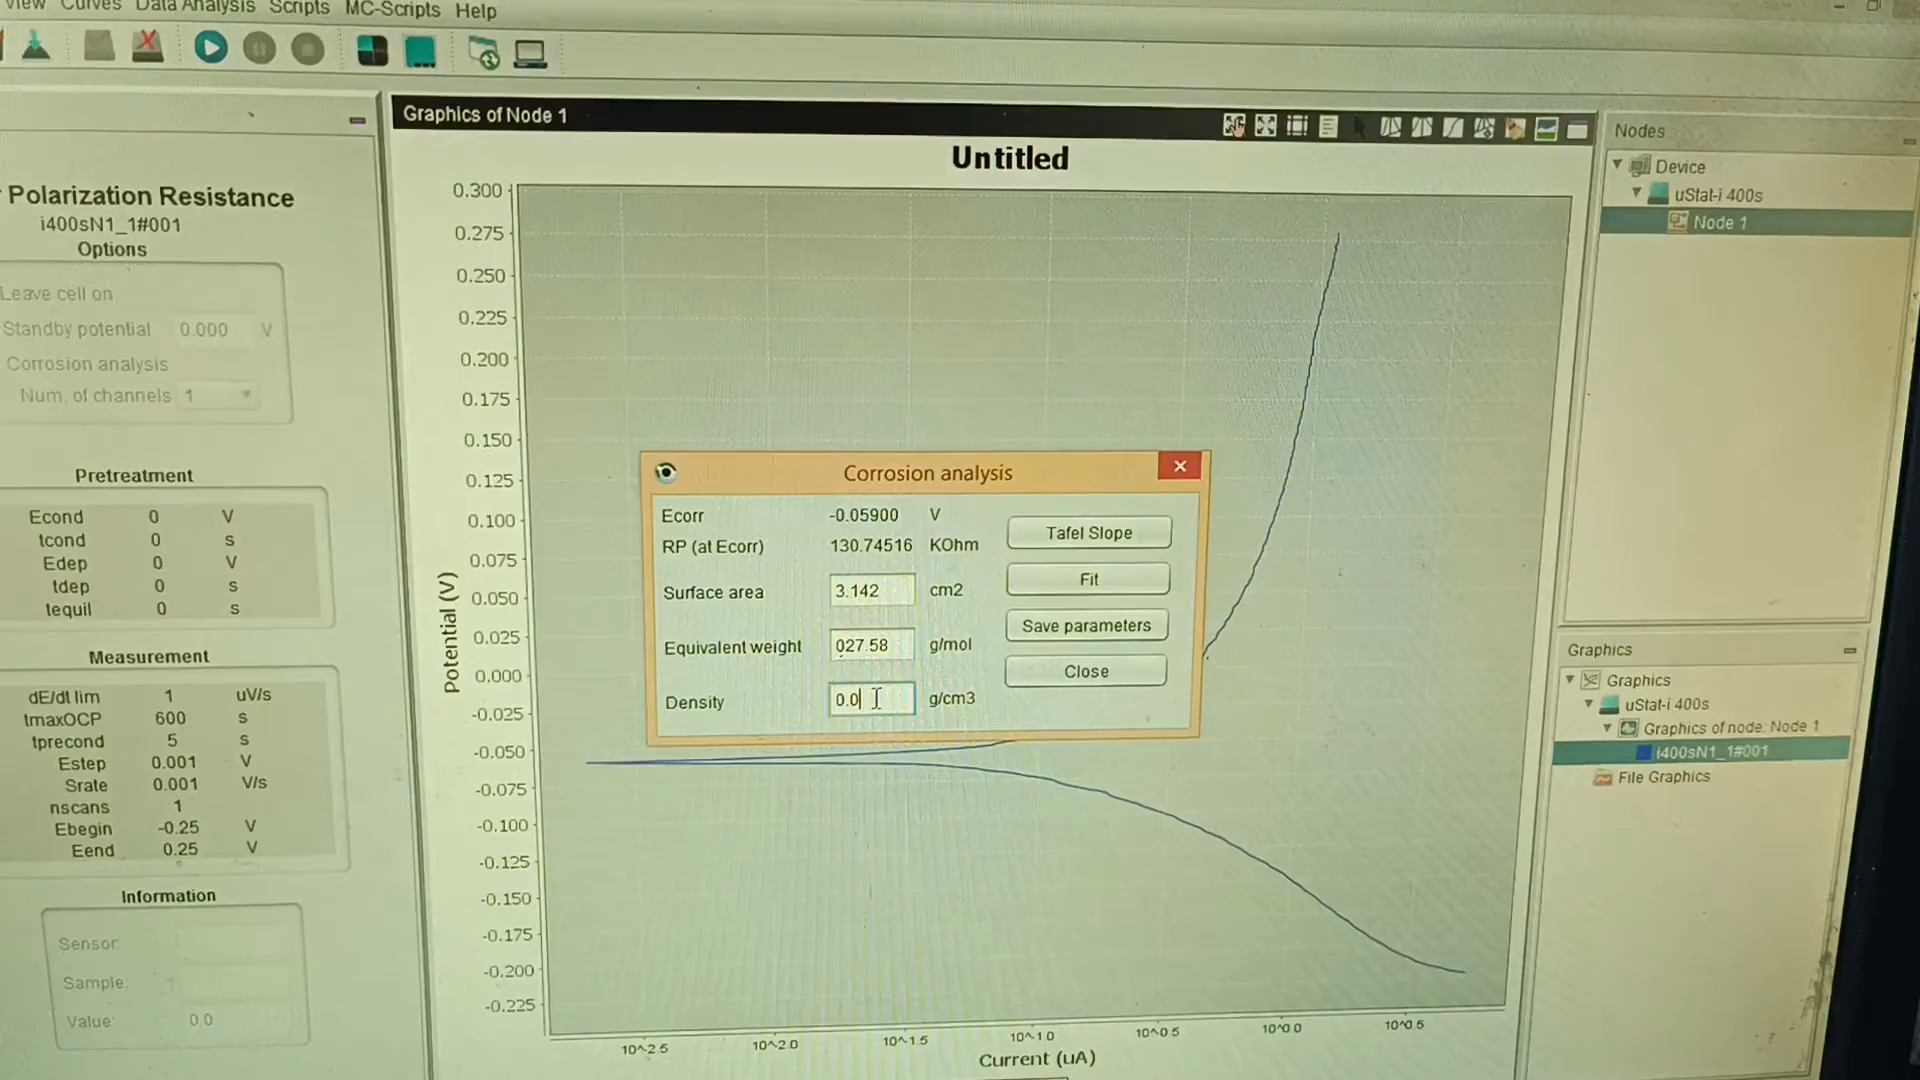 View Curves Data Analysis Scripts MC-Scripts Help
Polarization Resistance
i400sN1_1#001
Options
Leave cell on
Standby potential 0.000 V
Corrosion analysis
Num. of channels 1
Pretreatment
Econd 0 V
tcond 0 s
Edep 0 V
tdep 0 s
tequil 0 s
Measurement
dE/dt lim 1 uV/s
tmaxOCP 600 s
tprecond 5 s
Estep 0.001 V
Srate 0.001 V/s
nscans 1
Ebegin -0.25 V
Eend 0.25 V
Information
Sensor:
Sample:
Value: 0.0
Graphics of Node 1
Untitled
0.300
0.275
0.250
0.225
0.200
0.175
0.150
0.125
0.100
0.075
0.050
0.025
0.000
-0.025
-0.050
-0.075
-0.100
-0.125
-0.150
-0.175
-0.200
-0.225
Potential (V)
10^-2.5 10^-2.0 10^-1.5 10^-1.0 10^-0.5 10^0.0 10^0.5
Current (uA)
Corrosion analysis
Ecorr -0.05900 V
RP (at Ecorr) 130.74516 KOhm
Surface area 3.142 cm2
Equivalent weight 027.58 g/mol
Density 0.0 g/cm3
Tafel Slope
Fit
Save parameters
Close
Nodes
Device
uStat-i 400s
Node 1
Graphics
Graphics
uStat-i 400s
Graphics of node: Node 1
i400sN1_1#001
File Graphics